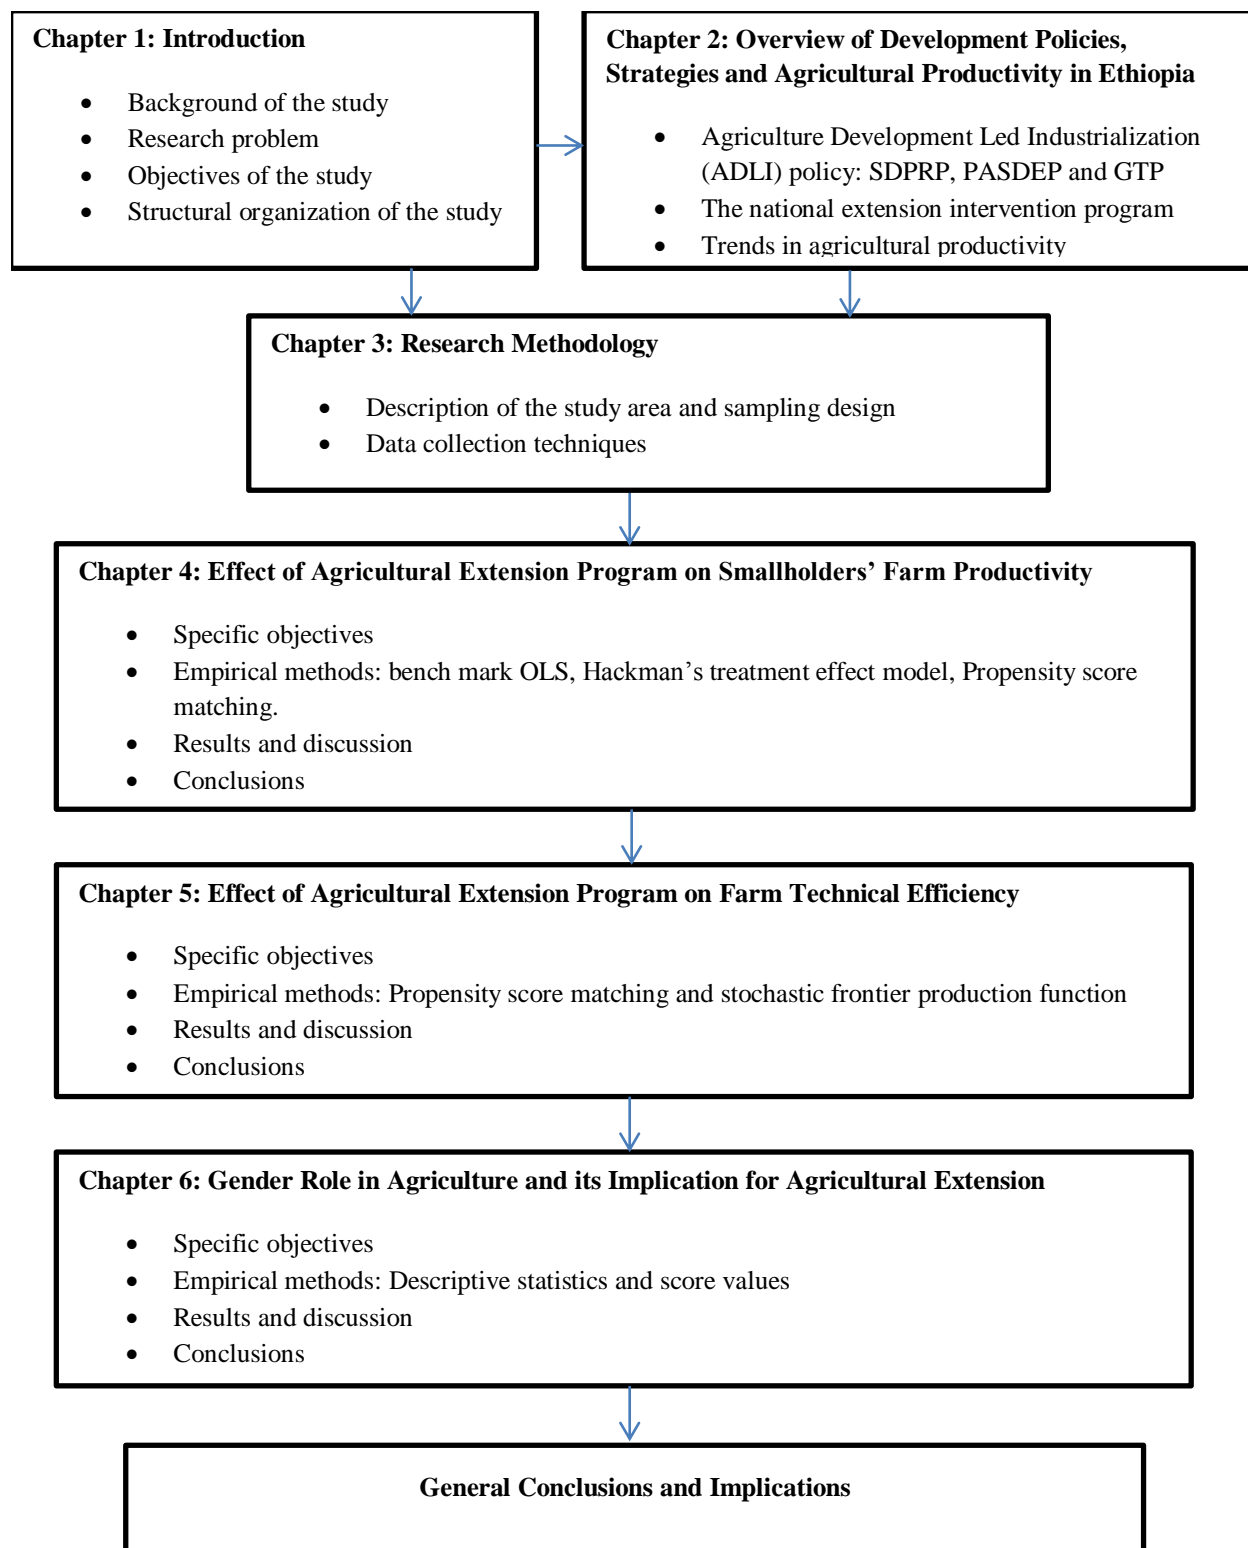 Chapter 1: Introduction
• Background of the study
• Research problem
• Objectives of the study
• Structural organization of the study
Chapter 2: Overview of Development Policies,
Strategies and Agricultural Productivity in Ethiopia
• Agriculture Development Led Industrialization
(ADLI) policy: SDPRP, PASDEP and GTP
• The national extension intervention program
• Trends in agricultural productivity
Chapter 3: Research Methodology
• Description of the study area and sampling design
• Data collection techniques
Chapter 4: Effect of Agricultural Extension Program on Smallholders’ Farm Productivity
• Specific objectives
• Empirical methods: bench mark OLS, Hackman’s treatment effect model, Propensity score
matching.
• Results and discussion
• Conclusions
Chapter 5: Effect of Agricultural Extension Program on Farm Technical Efficiency
• Specific objectives
• Empirical methods: Propensity score matching and stochastic frontier production function
• Results and discussion
• Conclusions
Chapter 6: Gender Role in Agriculture and its Implication for Agricultural Extension
• Specific objectives
• Empirical methods: Descriptive statistics and score values
• Results and discussion
• Conclusions
General Conclusions and Implications